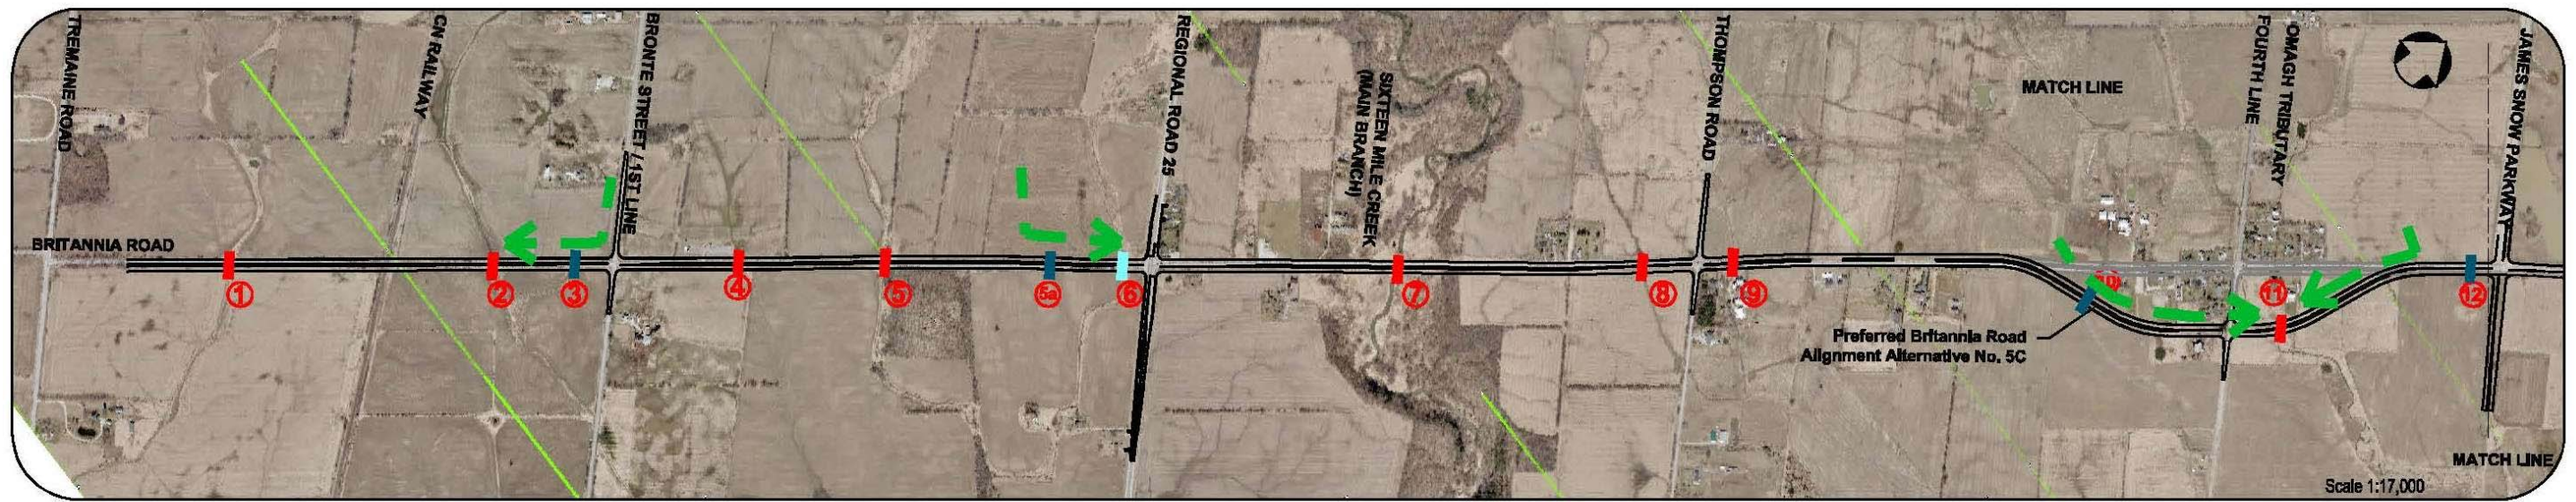 TREMAINE ROAD
CN RAILWAY
BRONTE STREET / 1ST LINE
REGIONAL ROAD 25
SIXTEEN MILE CREEK
(MAIN BRANCH)
THOMPSON ROAD
MATCH LINE
FOURTH LINE
OMAGH TRIBUTARY
JAMES SNOW PARKWAY
BRITANNIA ROAD
1
2
3
4
5
5a
6
7
8
9
11
12
Preferred Britannia Road
Alignment Alternative No. 5C
MATCH LINE
Scale 1:17,000